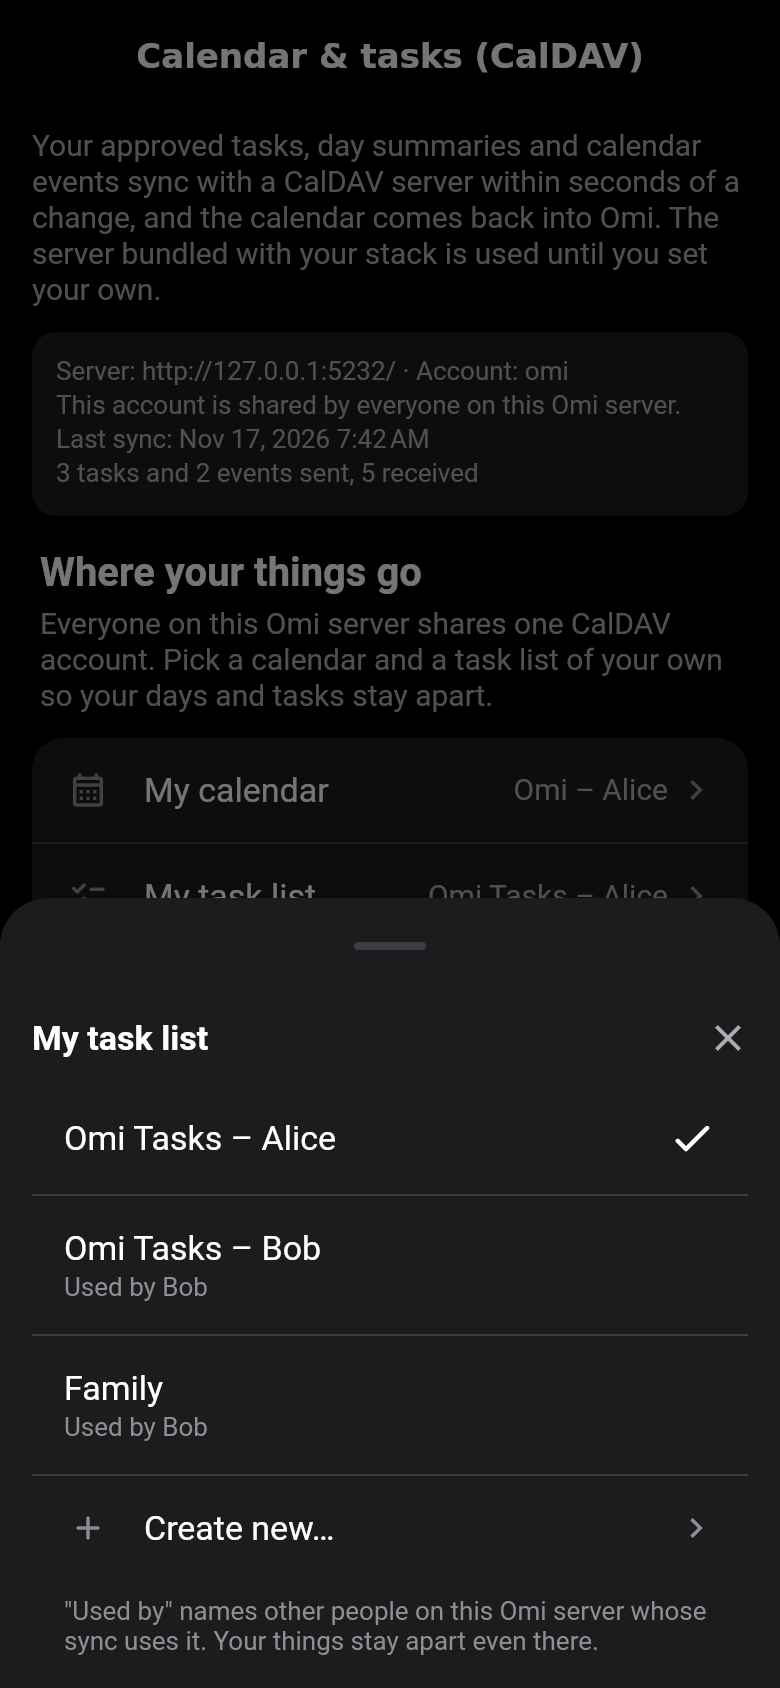 Calendar & tasks (CalDAV)
Your approved tasks, day summaries and calendar
events sync with a CalDAV server within seconds of a
change, and the calendar comes back into Omi. The
server bundled with your stack is used until you set
your own.
Server: http://127.0.0.1:5232/ · Account: omi
This account is shared by everyone on this Omi server.
Last sync: Nov 17, 2026 7:42 AM
3 tasks and 2 events sent, 5 received
Where your things go
Everyone on this Omi server shares one CalDAV
account. Pick a calendar and a task list of your own
so your days and tasks stay apart.
My calendar Omi – Alice
My task list Omi Tasks – Alice
My task list
Omi Tasks – Alice
Omi Tasks – Bob
Used by Bob
Family
Used by Bob
Create new…
"Used by" names other people on this Omi server whose
sync uses it. Your things stay apart even there.